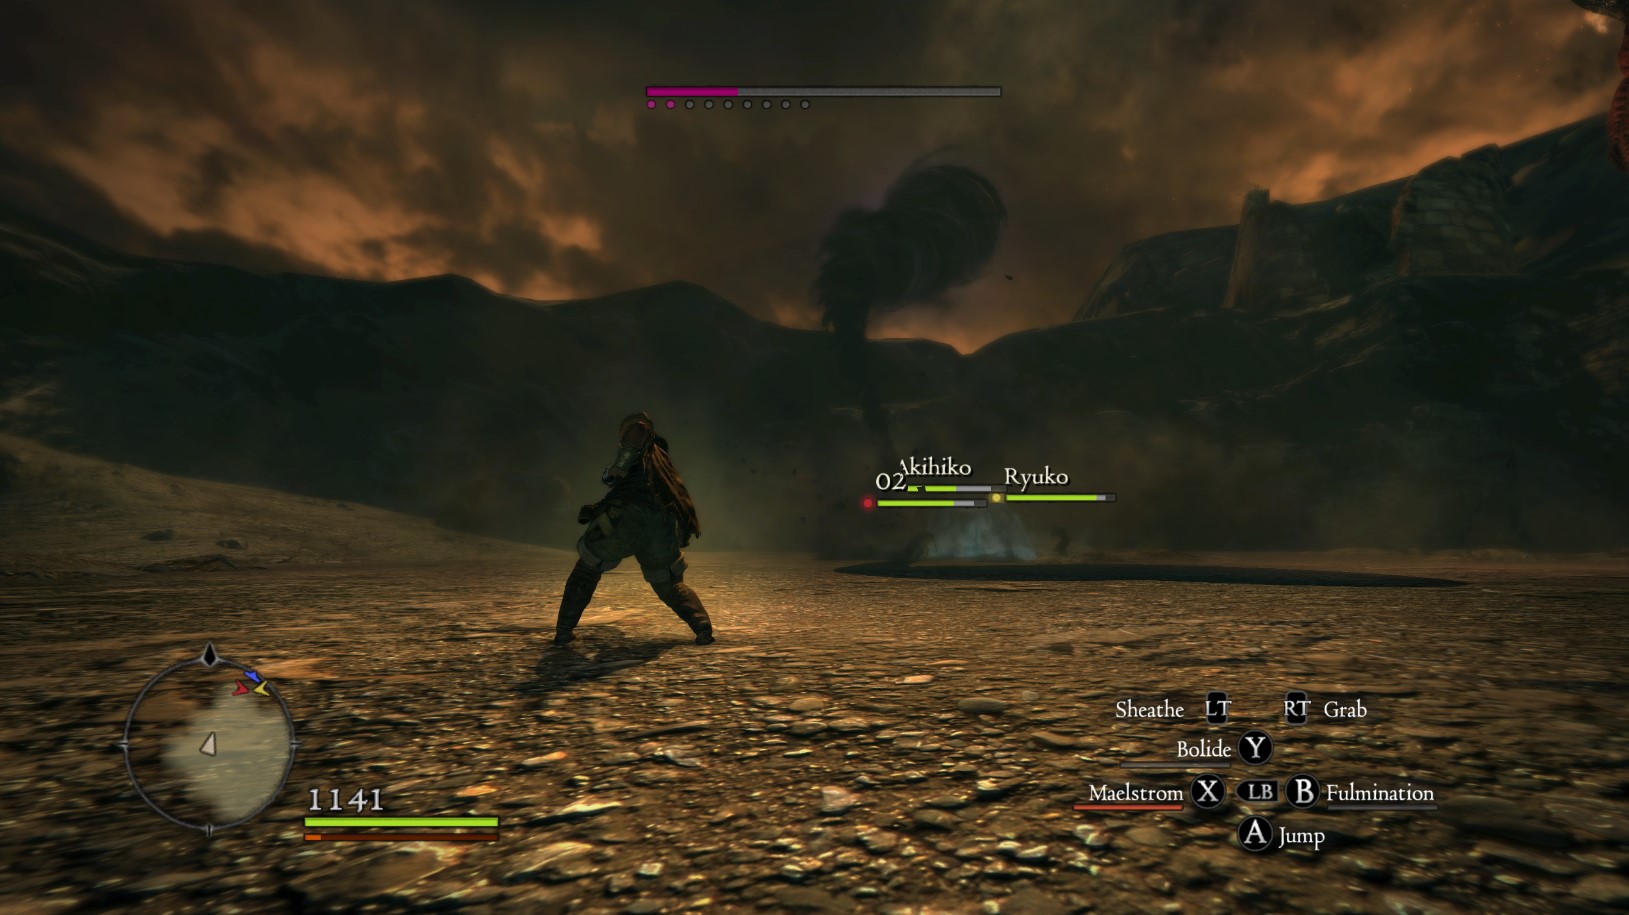 Akihiko
02
Ryuko
Sheathe LT RT Grab
Bolide Y
Maelstrom X LB B Fulmination
1141
A Jump